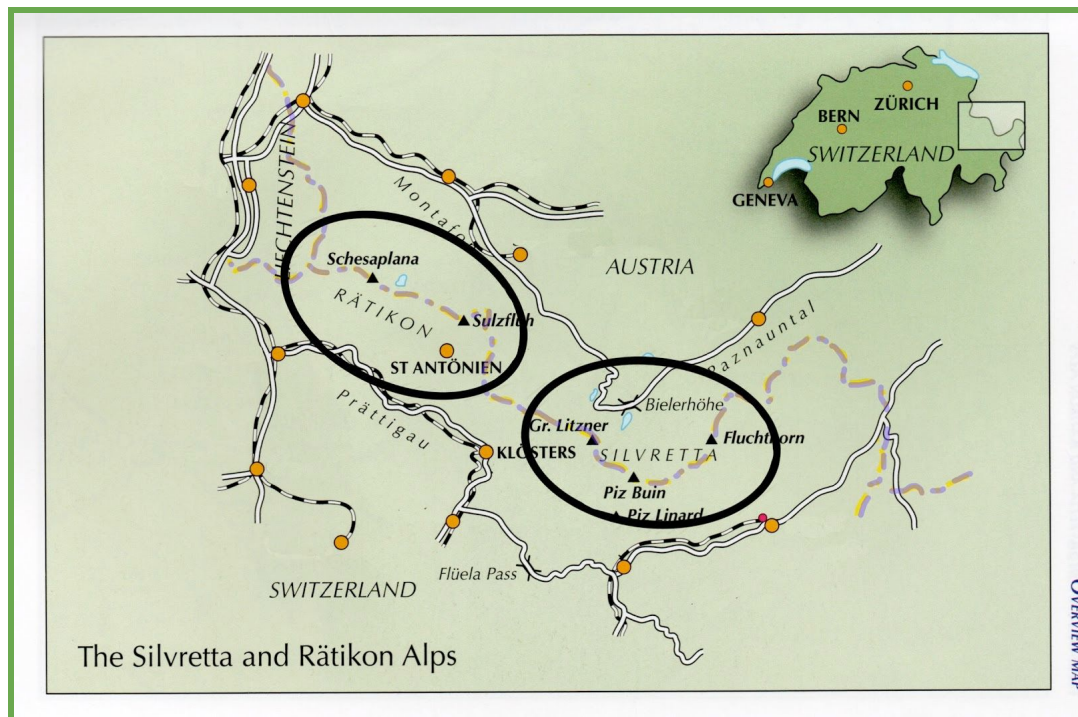 ZÜRICH
BERN
SWITZERLAND
GENEVA
LIECHTENSTEIN
Montafon
Schesaplana
AUSTRIA
RÄTIKON
Sulzfluh
Paznauntal
ST ANTÖNIEN
Prättigau
Bielerhöhe
Gr. Litzner
Fluchthorn
KLÖSTERS
SILVRETTA
Piz Buin
Piz Linard
Flüela Pass
SWITZERLAND
The Silvretta and Rätikon Alps
OVERVIEW MAP